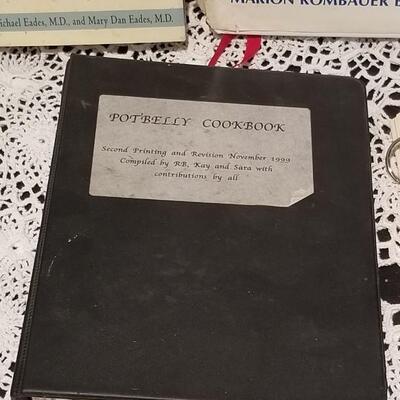 ichael Eades, M.D., and Mary Dan Eades, M.D.
MARION ROMBAUER
POTBELLY COOKBOOK
Second Printing and Revision November 1999
Compiled by RB, Kay and Sara with
contributions by all